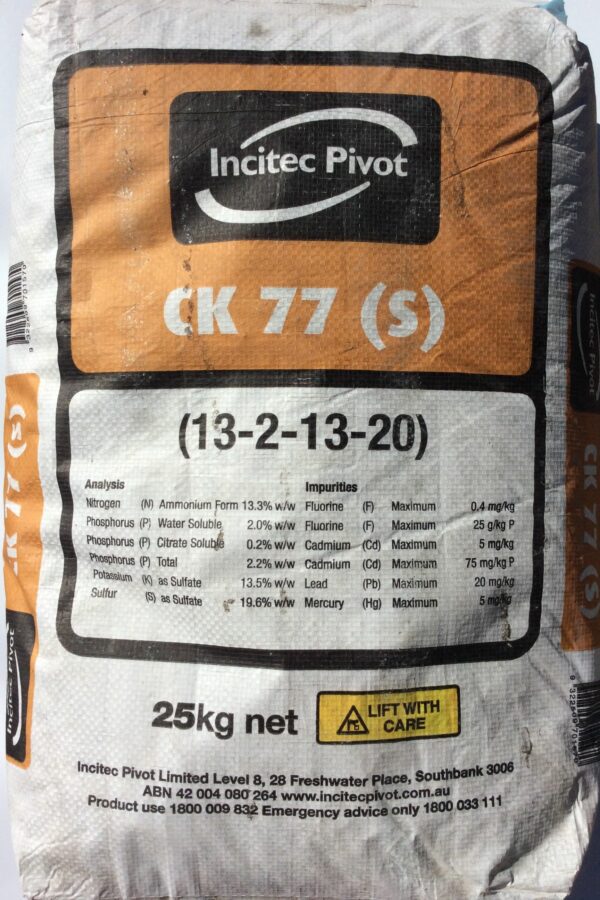 Incitec Pivot
CK 77 (S)
(13-2-13-20)
Analysis Impurities
Nitrogen (N) Ammonium Form 13.3% w/w Fluorine (F) Maximum 0.4 mg/kg
Phosphorus (P) Water Soluble 2.0% w/w Fluorine (F) Maximum 25 g/kg P
Phosphorus (P) Citrate Soluble 0.2% w/w Cadmium (Cd) Maximum 5 mg/kg
Phosphorus (P) Total 2.2% w/w Cadmium (Cd) Maximum 75 mg/kg P
Potassium (K) as Sulfate 13.5% w/w Lead (Pb) Maximum 20 mg/kg
Sulfur (S) as Sulfate 19.6% w/w Mercury (Hg) Maximum 5 mg/kg
25kg net
LIFT WITH
CARE
Incitec Pivot Limited Level 8, 28 Freshwater Place, Southbank 3006
ABN 42 004 080 264 www.incitecpivot.com.au
Product use 1800 009 832 Emergency advice only 1800 033 111
CK 77 (S)
Incitec Pivot
Incitec Pivot
CK 77 (S)